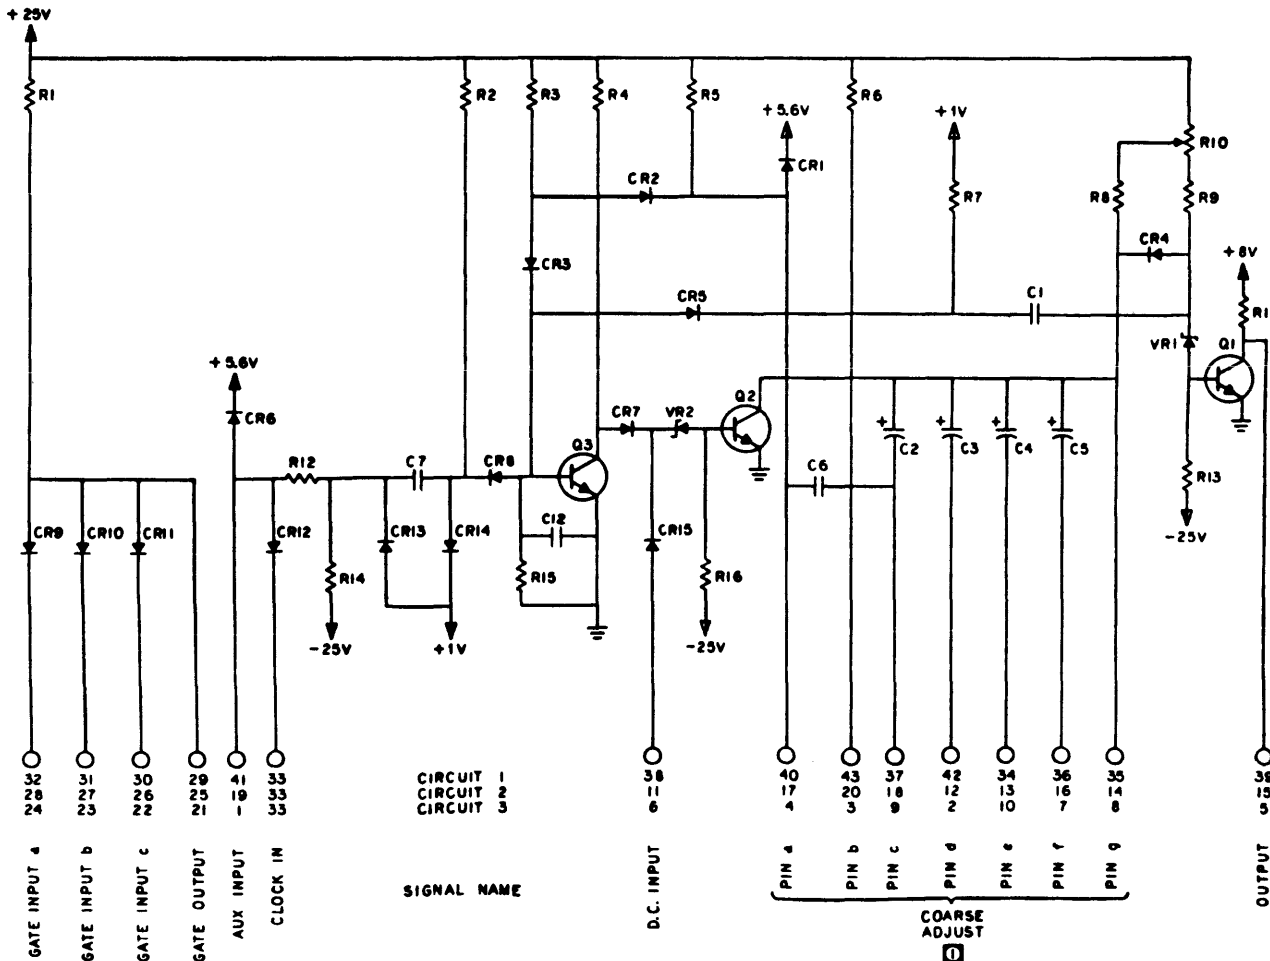 +25V
R1
R2
R3
R4
R5
R6
+5.6V
+1V
R10
CR1
CR2
R7
R8
R9
CR3
CR4
+8V
CR5
C1
R1
VR1
Q1
+5.6V
CR6
Q2
CR7
VR2
+
C2
+
C3
+
C4
+
C5
Q3
R12
C7
CR8
C6
R13
CR9
CR10
CR11
CR12
CR13
CR14
C12
CR15
-25V
R14
R15
R16
-25V
+1V
-25V
32 31 30 29 41 33 CIRCUIT 1 38 40 43 37 42 34 36 35 39
28 27 26 25 19 33 CIRCUIT 2 11 17 20 18 12 13 16 14 15
24 23 22 21 1 33 CIRCUIT 3 6 4 3 9 2 10 7 8 5
GATE INPUT a
GATE INPUT b
GATE INPUT c
GATE OUTPUT
AUX INPUT
CLOCK IN
SIGNAL NAME
D.C. INPUT
PIN a
PIN b
PIN c
PIN d
PIN e
PIN f
PIN g
OUTPUT
COARSE
ADJUST
1